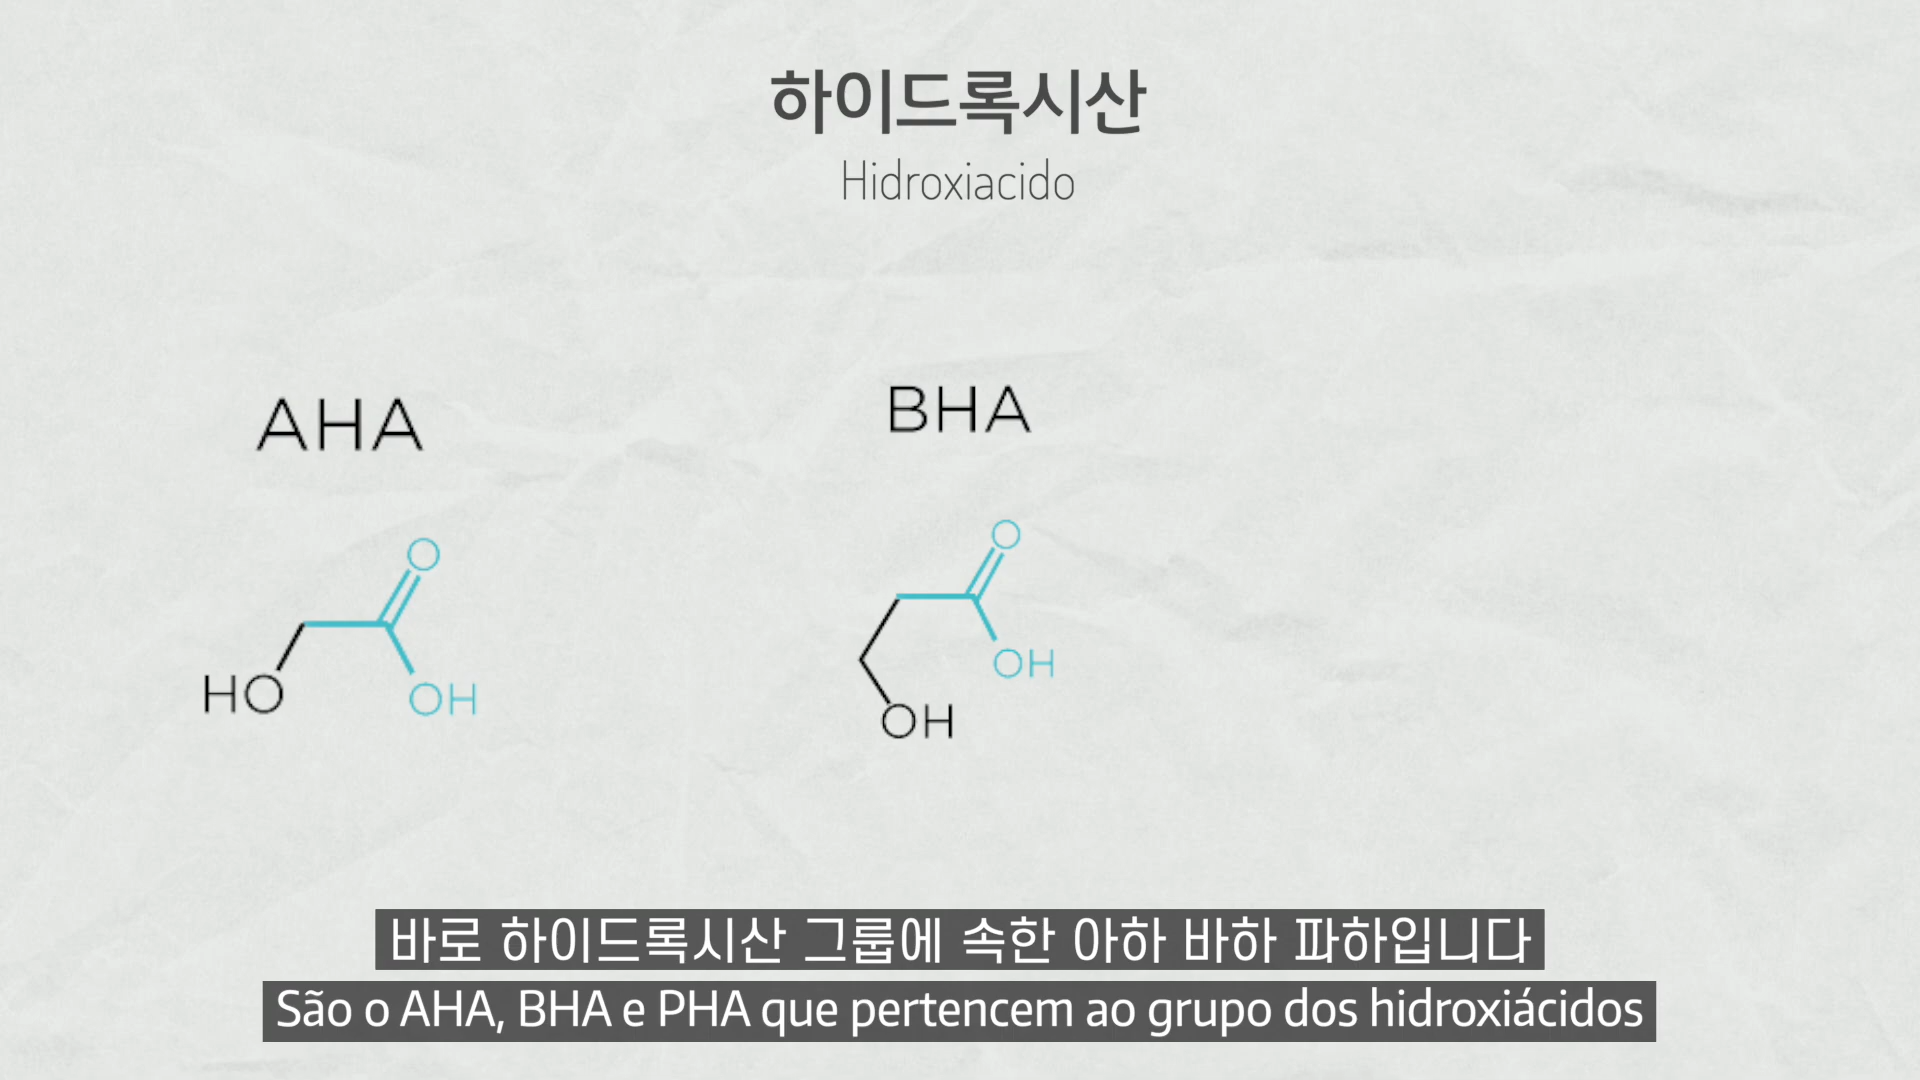 하이드록시산
Hidroxiacido
AHA
BHA
O
HO
OH
O
OH
OH
바로 하이드록시산 그룹에 속한 아하 바하 파하입니다
São o AHA, BHA e PHA que pertencem ao grupo dos hidroxiácidos